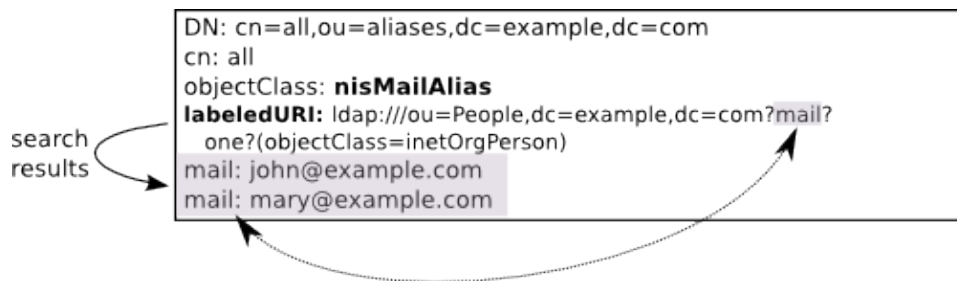 DN: cn=all,ou=aliases,dc=example,dc=com
cn: all
objectClass: nisMailAlias
labeledURI: ldap:///ou=People,dc=example,dc=com?mail?
one?(objectClass=inetOrgPerson)
search
results
mail: john@example.com
mail: mary@example.com